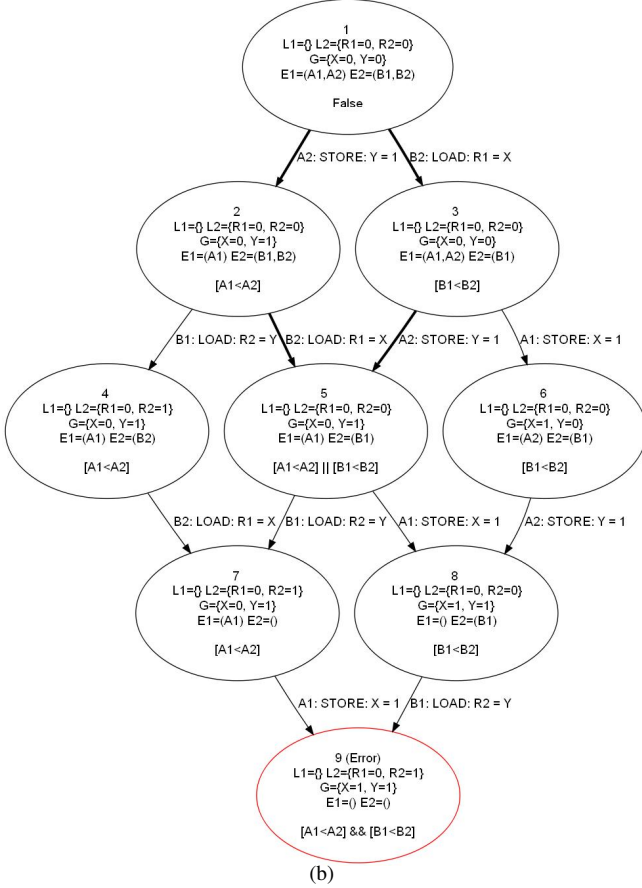 1
L1={} L2={R1=0, R2=0}
G={X=0, Y=0}
E1=(A1,A2) E2=(B1,B2)
False
A2: STORE: Y = 1
B2: LOAD: R1 = X
2
L1={} L2={R1=0, R2=0}
G={X=0, Y=1}
E1=(A1) E2=(B1,B2)
[A1<A2]
3
L1={} L2={R1=0, R2=0}
G={X=0, Y=0}
E1=(A1,A2) E2=(B1)
[B1<B2]
B1: LOAD: R2 = Y
B2: LOAD: R1 = X
A2: STORE: Y = 1
A1: STORE: X = 1
4
L1={} L2={R1=0, R2=1}
G={X=0, Y=1}
E1=(A1) E2=(B2)
[A1<A2]
5
L1={} L2={R1=0, R2=0}
G={X=0, Y=1}
E1=(A1) E2=(B1)
[A1<A2] || [B1<B2]
6
L1={} L2={R1=0, R2=0}
G={X=1, Y=0}
E1=(A2) E2=(B1)
[B1<B2]
B2: LOAD: R1 = X
B1: LOAD: R2 = Y
A1: STORE: X = 1
A2: STORE: Y = 1
7
L1={} L2={R1=0, R2=1}
G={X=0, Y=1}
E1=(A1) E2=()
[A1<A2]
8
L1={} L2={R1=0, R2=0}
G={X=1, Y=1}
E1=() E2=(B1)
[B1<B2]
A1: STORE: X = 1
B1: LOAD: R2 = Y
9 (Error)
L1={} L2={R1=0, R2=1}
G={X=1, Y=1}
E1=() E2=()
[A1<A2] && [B1<B2]
(b)